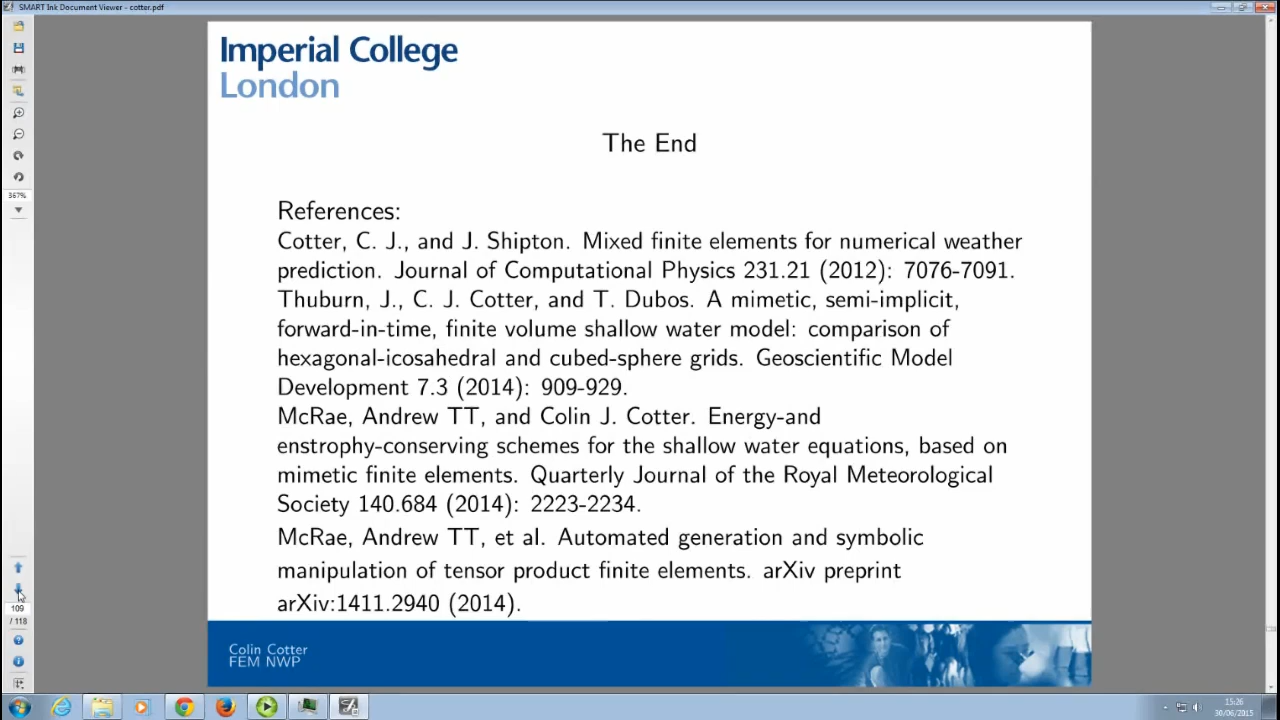 SMART Ink Document Viewer - cotter.pdf
Imperial College
London
The End
References:
Cotter, C. J., and J. Shipton. Mixed finite elements for numerical weather
prediction. Journal of Computational Physics 231.21 (2012): 7076-7091.
Thuburn, J., C. J. Cotter, and T. Dubos. A mimetic, semi-implicit,
forward-in-time, finite volume shallow water model: comparison of
hexagonal-icosahedral and cubed-sphere grids. Geoscientific Model
Development 7.3 (2014): 909-929.
McRae, Andrew TT, and Colin J. Cotter. Energy-and
enstrophy-conserving schemes for the shallow water equations, based on
mimetic finite elements. Quarterly Journal of the Royal Meteorological
Society 140.684 (2014): 2223-2234.
McRae, Andrew TT, et al. Automated generation and symbolic
manipulation of tensor product finite elements. arXiv preprint
arXiv:1411.2940 (2014).
Colin Cotter
FEM NWP
367%
109
/ 118
15:26
30/06/2015